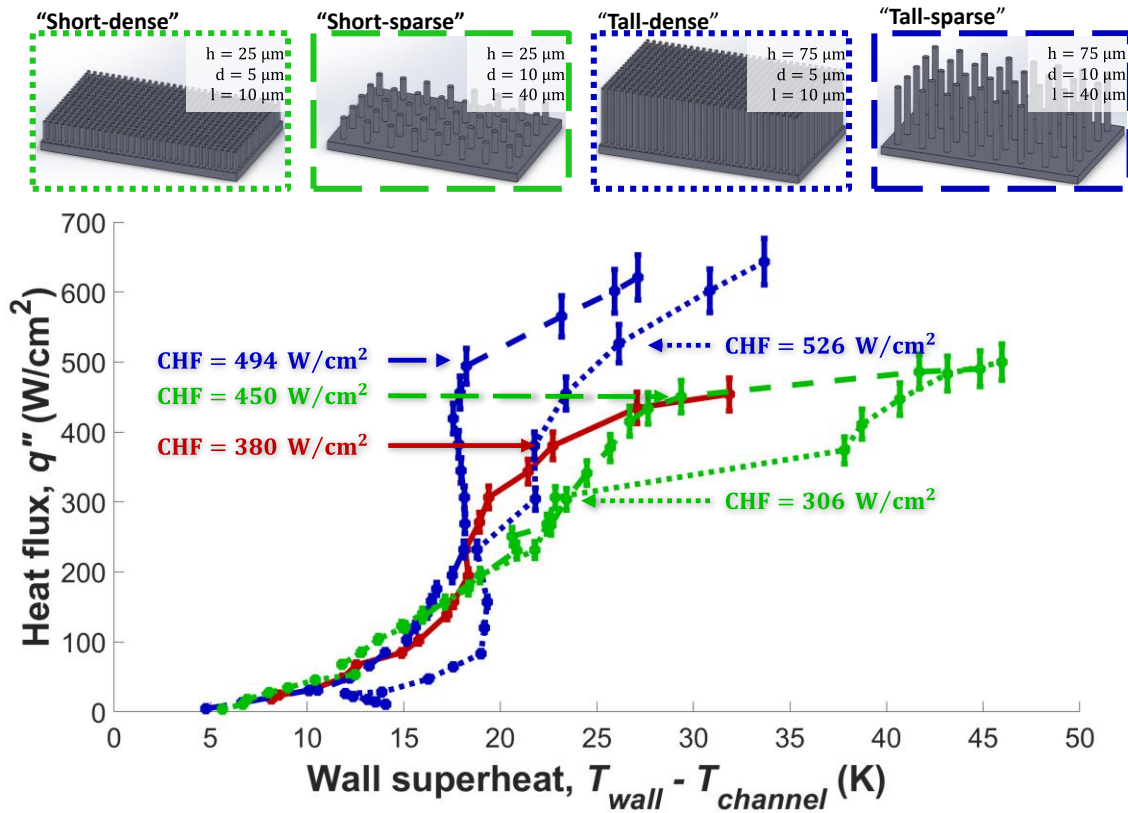 “Short-dense”
“Short-sparse”
“Tall-dense”
“Tall-sparse”
h = 25 μm
d = 5 μm
l = 10 μm
h = 25 μm
d = 10 μm
l = 40 μm
h = 75 μm
d = 5 μm
l = 10 μm
h = 75 μm
d = 10 μm
l = 40 μm
Heat flux, q″ (W/cm²)
700
600
500
400
300
200
100
0
CHF = 494 W/cm²
CHF = 450 W/cm²
CHF = 380 W/cm²
CHF = 526 W/cm²
CHF = 306 W/cm²
0 5 10 15 20 25 30 35 40 45 50
Wall superheat, T_wall - T_channel (K)